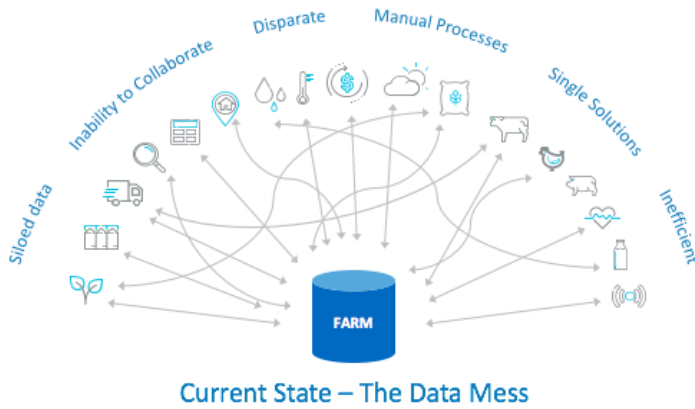 Siloed data
Inability to Collaborate
Disparate
Manual Processes
Single Solutions
Inefficient
$
FARM
Current State – The Data Mess